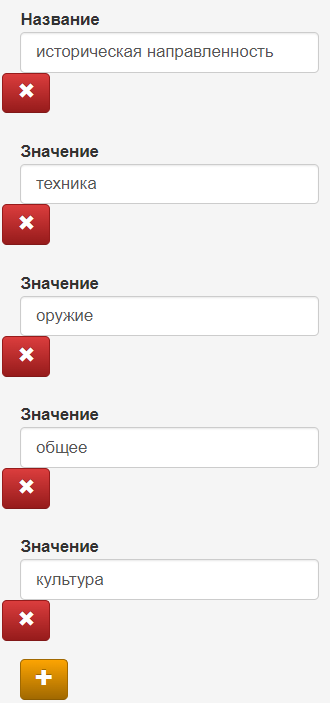 Название
историческая направленность
Значение
техника
Значение
оружие
Значение
общее
Значение
культура